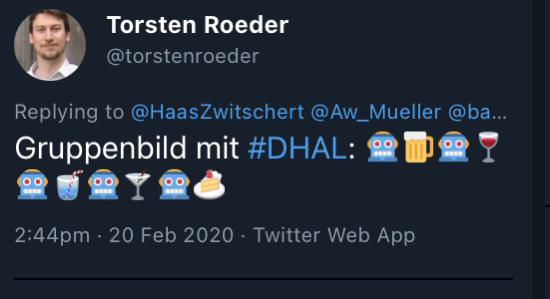 Torsten Roeder
@torstenroeder
Replying to @HaasZwitschert @Aw_Mueller @ba...
Gruppenbild mit #DHAL: 🤖🍺🤖🍷
🤖🥤🤖🍸🤖🍰
2:44pm · 20 Feb 2020 · Twitter Web App